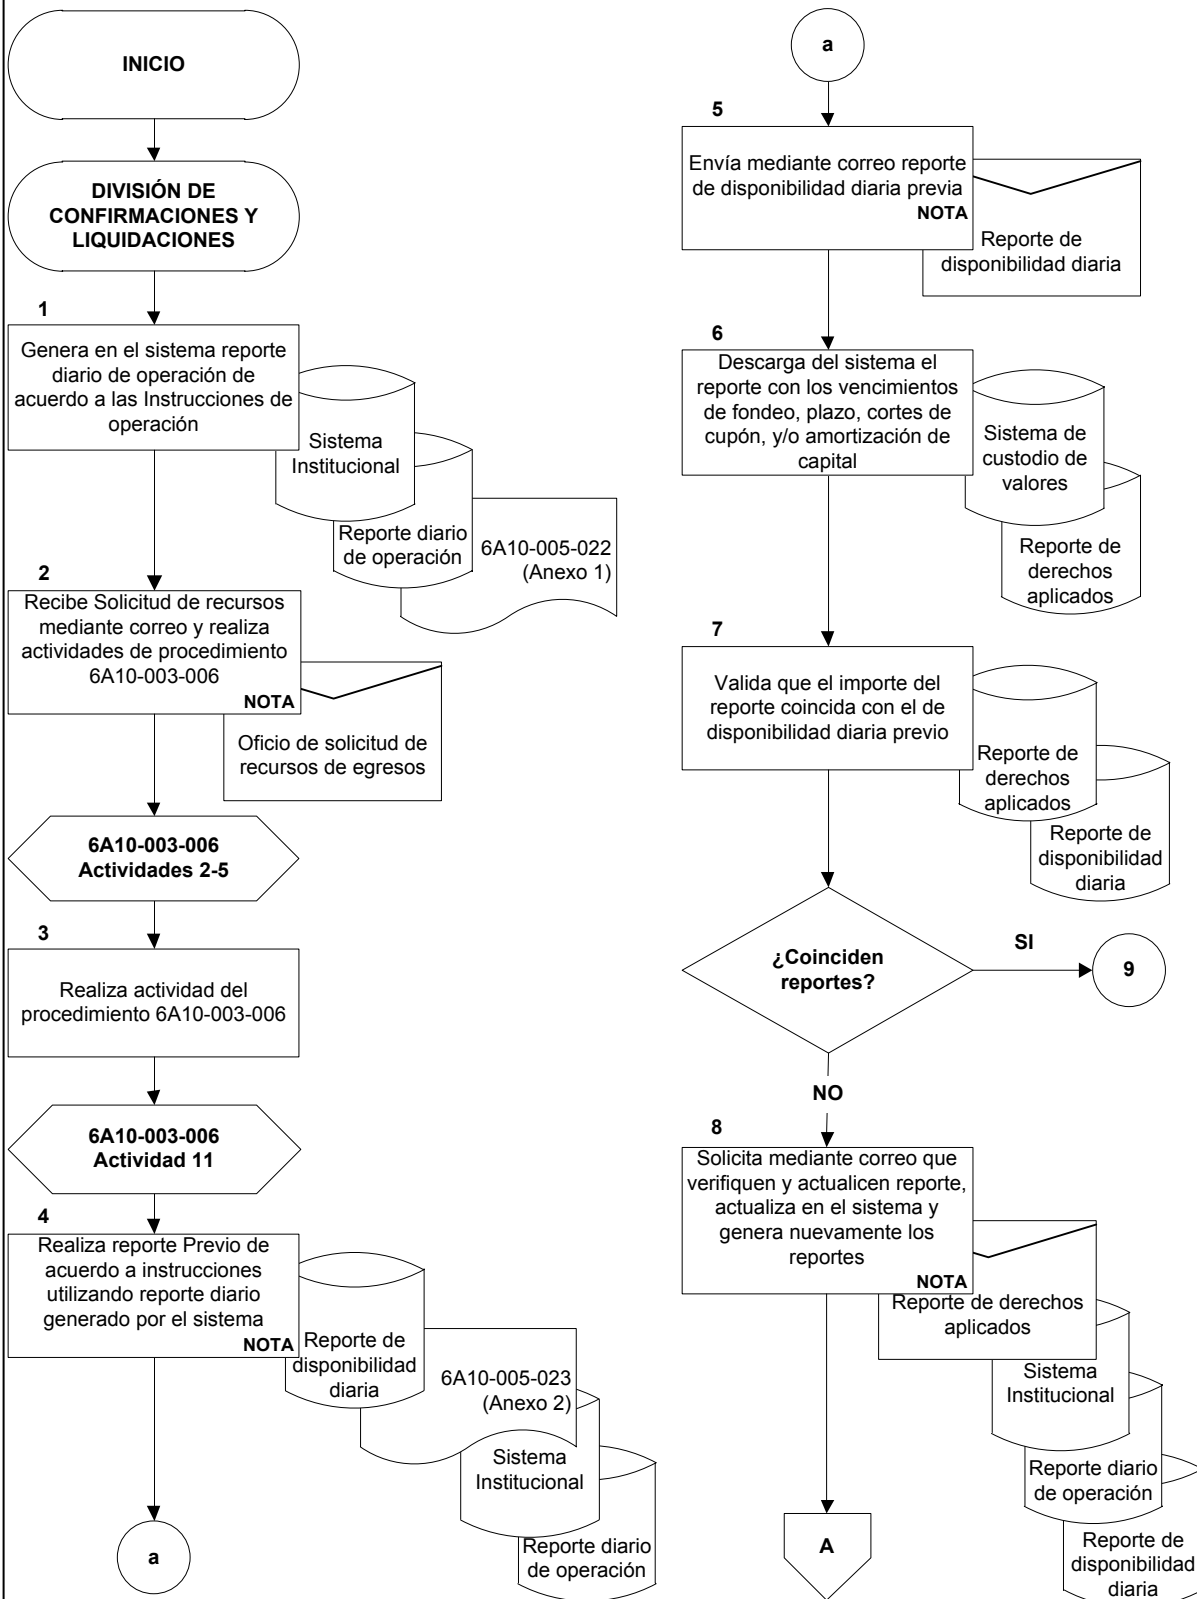 INICIO
DIVISIÓN DE
CONFIRMACIONES Y
LIQUIDACIONES
1
Genera en el sistema reporte
diario de operación de
acuerdo a las Instrucciones de
operación
Sistema
Institucional
Reporte diario
de operación
6A10-005-022
(Anexo 1)
2
Recibe Solicitud de recursos
mediante correo y realiza
actividades de procedimiento
6A10-003-006
NOTA
Oficio de solicitud de
recursos de egresos
6A10-003-006
Actividades 2-5
3
Realiza actividad del
procedimiento 6A10-003-006
6A10-003-006
Actividad 11
4
Realiza reporte Previo de
acuerdo a instrucciones
utilizando reporte diario
generado por el sistema
NOTA
Reporte de
disponibilidad
diaria
6A10-005-023
(Anexo 2)
Sistema
Institucional
Reporte diario
de operación
a
a
5
Envía mediante correo reporte
de disponibilidad diaria previa
NOTA
Reporte de
disponibilidad diaria
6
Descarga del sistema el
reporte con los vencimientos
de fondeo, plazo, cortes de
cupón, y/o amortización de
capital
Sistema de
custodio de
valores
Reporte de
derechos
aplicados
7
Valida que el importe del
reporte coincida con el de
disponibilidad diaria previo
Reporte de
derechos
aplicados
Reporte de
disponibilidad
diaria
¿Coinciden
reportes?
SI
9
NO
8
Solicita mediante correo que
verifiquen y actualicen reporte,
actualiza en el sistema y
genera nuevamente los
reportes
NOTA
Reporte de derechos
aplicados
Sistema
Institucional
Reporte diario
de operación
Reporte de
disponibilidad
diaria
A